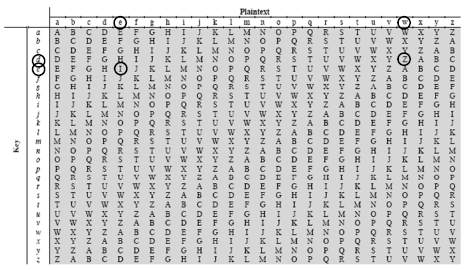 Plaintext
a b c d e f g h i j k l m n o p q r s t u v w x y z
a A B C D E F G H I J K L M N O P Q R S T U V W X Y Z
b B C D E F G H I J K L M N O P Q R S T U V W X Y Z A
c C D E F G H I J K L M N O P Q R S T U V W X Y Z A B
d D E F G H I J K L M N O P Q R S T U V W X Y Z A B C
e E F G H I J K L M N O P Q R S T U V W X Y Z A B C D
f F G H I J K L M N O P Q R S T U V W X Y Z A B C D E
g G H I J K L M N O P Q R S T U V W X Y Z A B C D E F
h H I J K L M N O P Q R S T U V W X Y Z A B C D E F G
i I J K L M N O P Q R S T U V W X Y Z A B C D E F G H
j J K L M N O P Q R S T U V W X Y Z A B C D E F G H I
k K L M N O P Q R S T U V W X Y Z A B C D E F G H I J
l L M N O P Q R S T U V W X Y Z A B C D E F G H I J K
m M N O P Q R S T U V W X Y Z A B C D E F G H I J K L
n N O P Q R S T U V W X Y Z A B C D E F G H I J K L M
o O P Q R S T U V W X Y Z A B C D E F G H I J K L M N
p P Q R S T U V W X Y Z A B C D E F G H I J K L M N O
q Q R S T U V W X Y Z A B C D E F G H I J K L M N O P
r R S T U V W X Y Z A B C D E F G H I J K L M N O P Q
s S T U V W X Y Z A B C D E F G H I J K L M N O P Q R
t T U V W X Y Z A B C D E F G H I J K L M N O P Q R S
u U V W X Y Z A B C D E F G H I J K L M N O P Q R S T
v V W X Y Z A B C D E F G H I J K L M N O P Q R S T U
w W X Y Z A B C D E F G H I J K L M N O P Q R S T U V
x X Y Z A B C D E F G H I J K L M N O P Q R S T U V W
y Y Z A B C D E F G H I J K L M N O P Q R S T U V W X
z Z A B C D E F G H I J K L M N O P Q R S T U V W X Y
Key